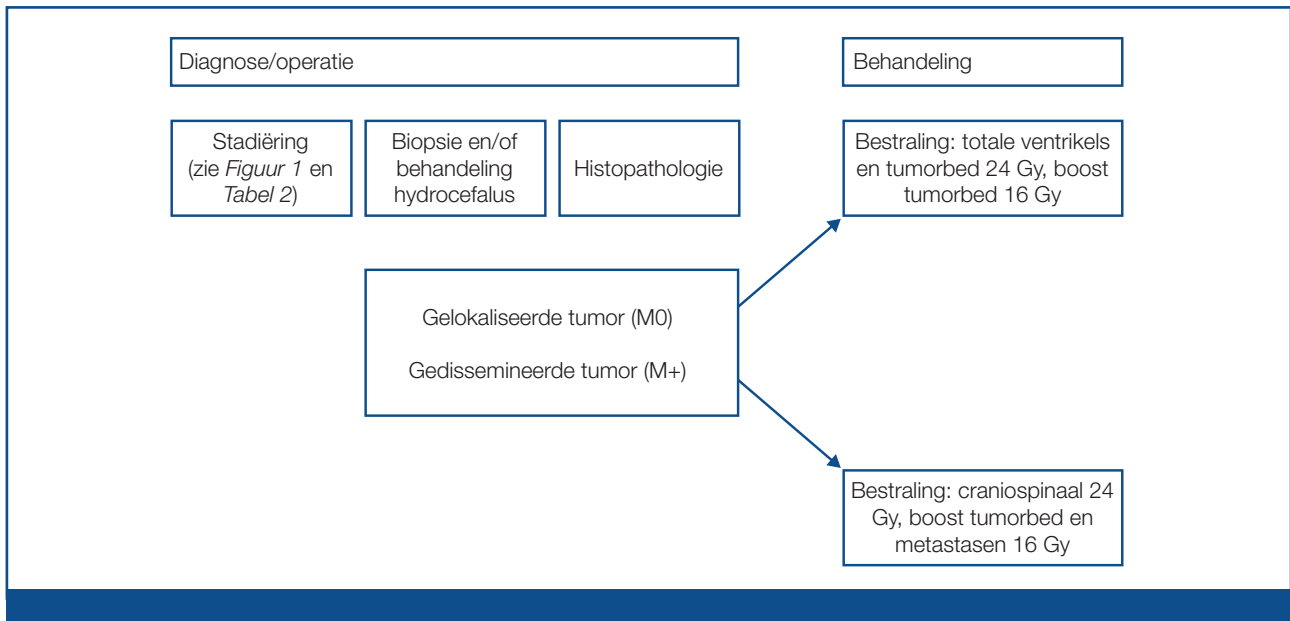 Diagnose/operatie
Behandeling
Stadiëring
(zie Figuur 1 en
Tabel 2)
Biopsie en/of
behandeling
hydrocefalus
Histopathologie
Bestraling: totale ventrikels
en tumorbed 24 Gy, boost
tumorbed 16 Gy
Gelokaliseerde tumor (M0)
Gedissemineerde tumor (M+)
Bestraling: craniospinaal 24
Gy, boost tumorbed en
metastasen 16 Gy